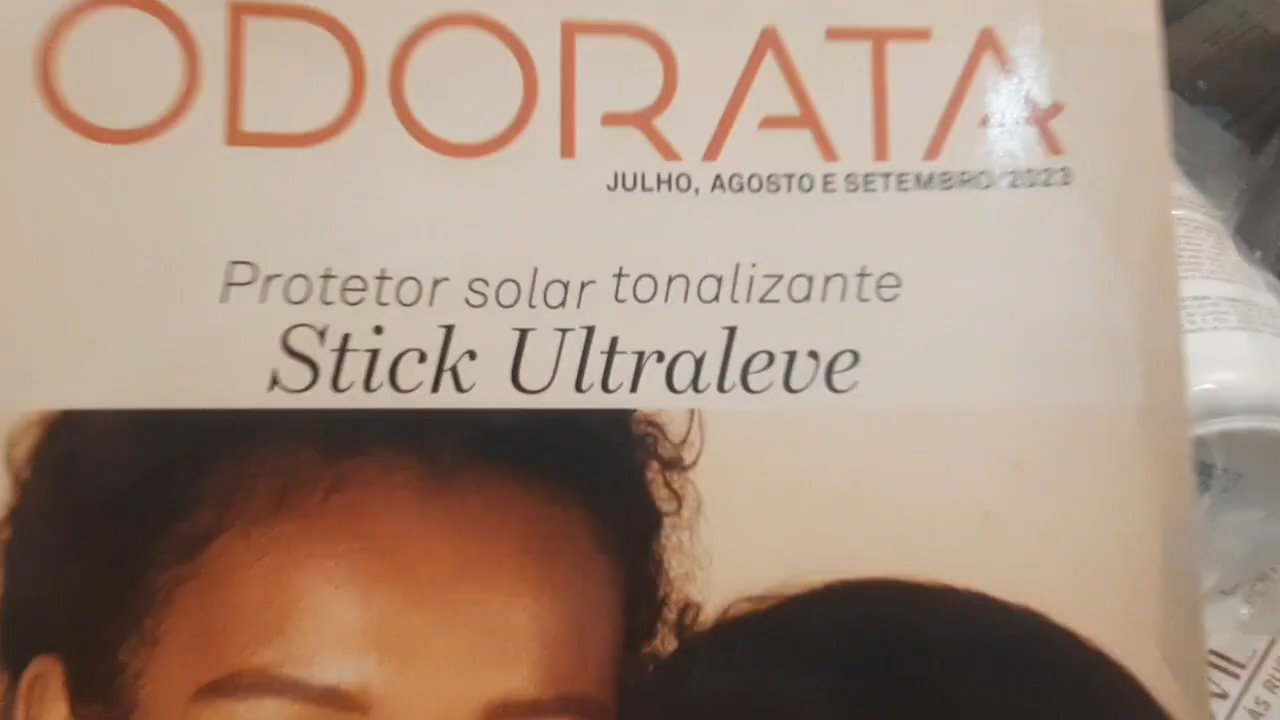 ODORATA
JULHO, AGOSTO E SETEMBRO 2023
Protetor solar tonalizante
Stick Ultraleve